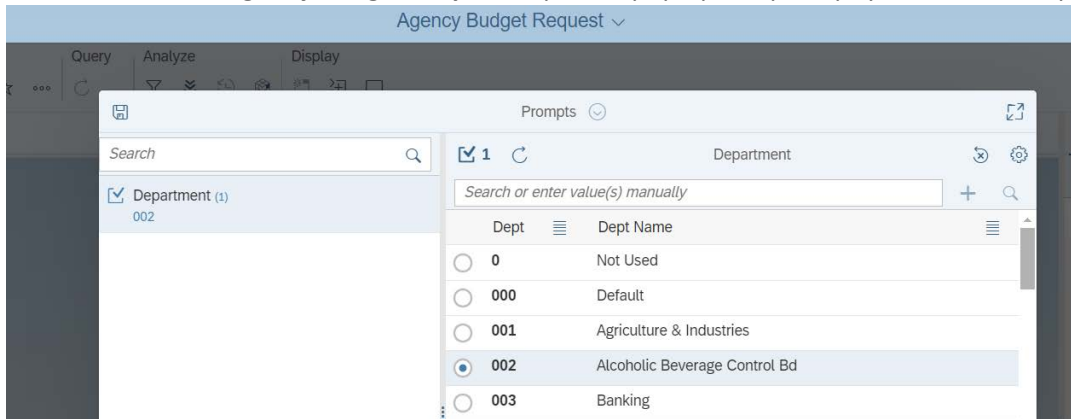 Agency Budget Request
Query Analyze Display
Prompts
Search
1 Department
Department (1)
002
Search or enter value(s) manually
Dept Dept Name
0 Not Used
000 Default
001 Agriculture & Industries
002 Alcoholic Beverage Control Bd
003 Banking